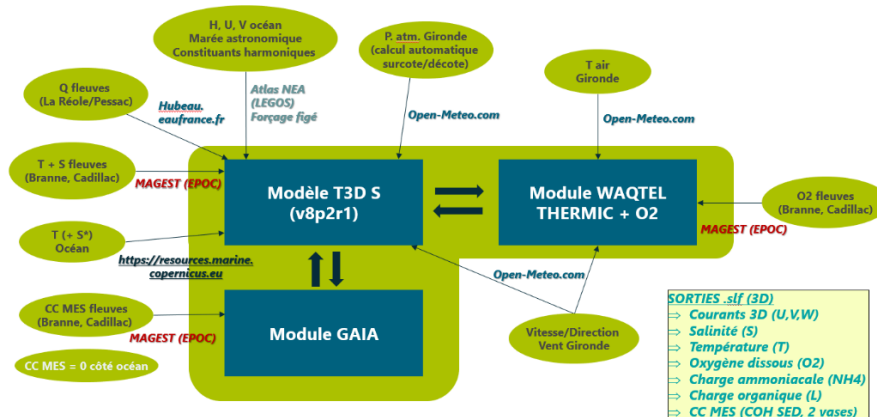 H, U, V océan
Marée astronomique
Constituants harmoniques
P. atm. Gironde
(calcul automatique
surcote/décote)
T air
Gironde
Q fleuves
(La Réole/Pessac)
Hubeau.
eaufrance.fr
Atlas NEA
(LEGOS)
Forçage figé
Open-Meteo.com
Open-Meteo.com
T + S fleuves
(Branne, Cadillac)
MAGEST (EPOC)
Modèle T3D S
(v8p2r1)
Module WAQTEL
THERMIC + O2
O2 fleuves
(Branne, Cadillac)
MAGEST (EPOC)
T (+ S*)
Océan
https://resources.marine.
copernicus.eu
Open-Meteo.com
CC MES fleuves
(Branne, Cadillac)
MAGEST (EPOC)
Module GAIA
Vitesse/Direction
Vent Gironde
CC MES = 0 côté océan
SORTIES .slf (3D)
⇒ Courants 3D (U,V,W)
⇒ Salinité (S)
⇒ Température (T)
⇒ Oxygène dissous (O2)
⇒ Charge ammoniacale (NH4)
⇒ Charge organique (L)
⇒ CC MES (COH SED, 2 vases)